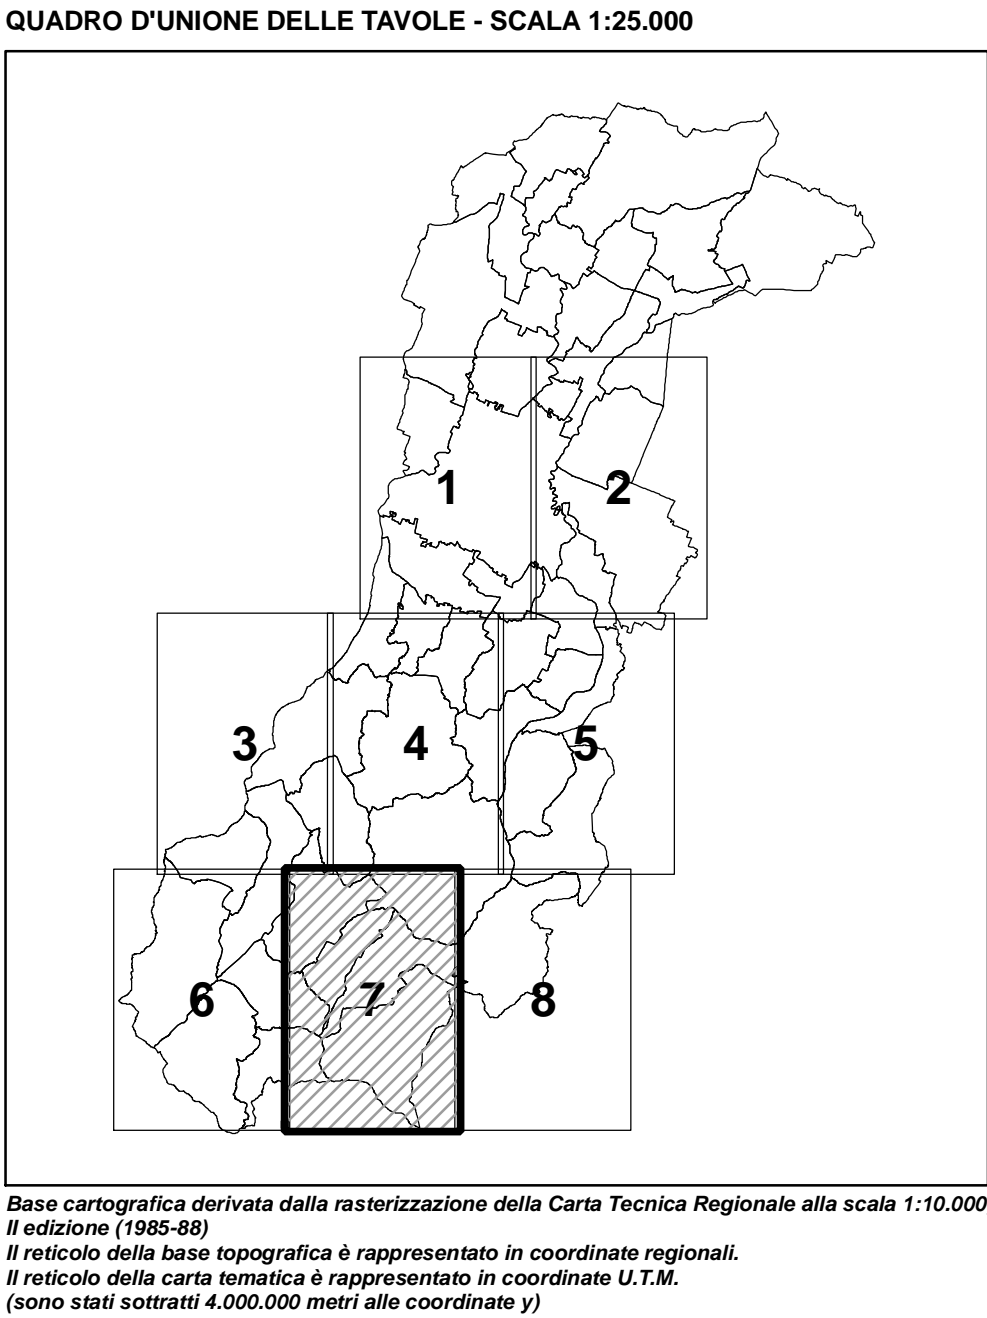 QUADRO D'UNIONE DELLE TAVOLE - SCALA 1:25.000
1
2
3
4
5
6
7
8
Base cartografica derivata dalla rasterizzazione della Carta Tecnica Regionale alla scala 1:10.000
II edizione (1985-88)
Il reticolo della base topografica è rappresentato in coordinate regionali.
Il reticolo della carta tematica è rappresentato in coordinate U.T.M.
(sono stati sottratti 4.000.000 metri alle coordinate y)